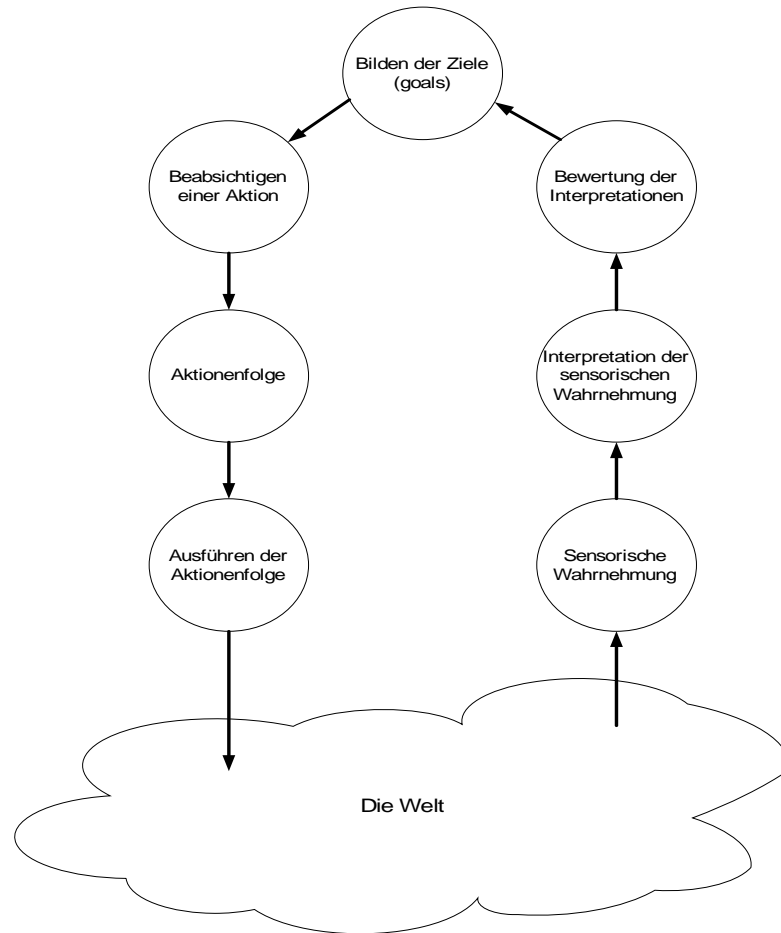 Bilden der Ziele
(goals)
Beabsichtigen
einer Aktion
Bewertung der
Interpretationen
Aktionenfolge
Interpretation der
sensorischen
Wahrnehmung
Ausführen der
Aktionenfolge
Sensorische
Wahrnehmung
Die Welt